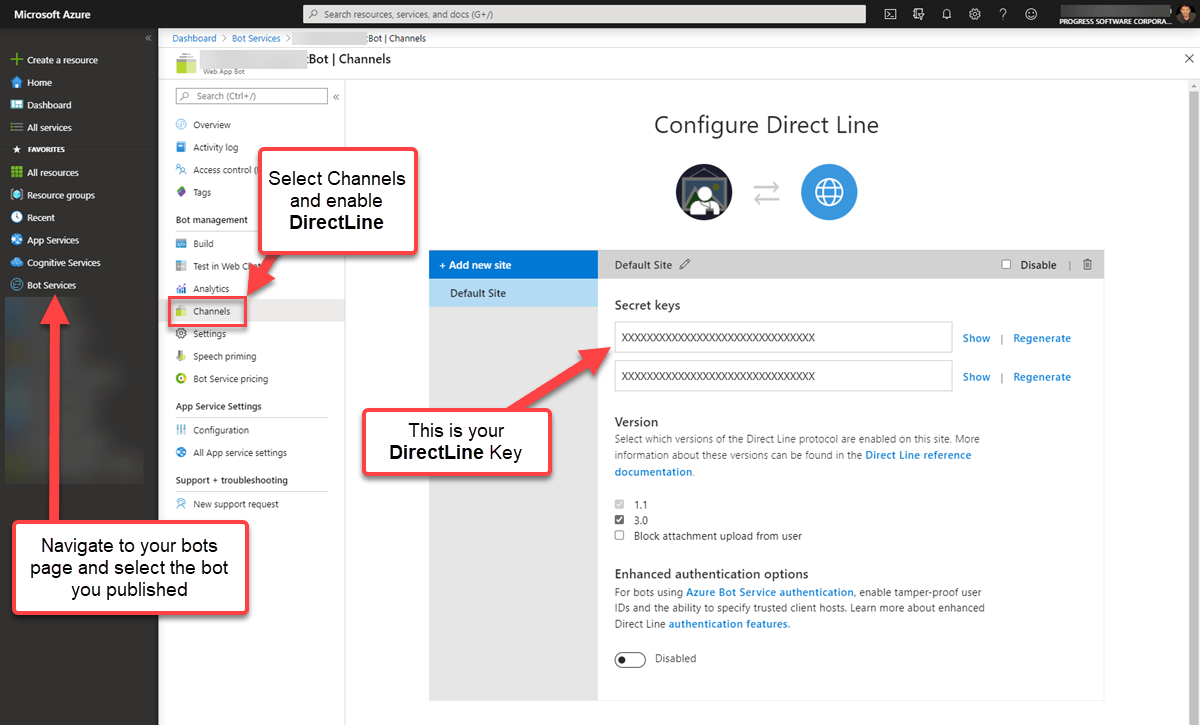 Microsoft Azure
Search resources, services, and docs (G+/)
PROGRESS SOFTWARE CORPORA...
Create a resource
Home
Dashboard
All services
FAVORITES
All resources
Resource groups
Recent
App Services
Cognitive Services
Bot Services
Navigate to your bots
page and select the bot
you published
Dashboard > Bot Services > :Bot | Channels
:Bot | Channels
Web App Bot
Search (Ctrl+/)
Overview
Activity log
Access control (
Tags
Bot management
Build
Test in Web Chat
Analytics
Channels
Settings
Speech priming
Bot Service pricing
App Service Settings
Configuration
All App service settings
Support + troubleshooting
New support request
Select Channels
and enable
DirectLine
Configure Direct Line
+ Add new site
Default Site
Default Site
Disable |
Secret keys
XXXXXXXXXXXXXXXXXXXXXXXXXXXXXXX
Show | Regenerate
XXXXXXXXXXXXXXXXXXXXXXXXXXXXXXX
Show | Regenerate
This is your
DirectLine Key
Version
Select which versions of the Direct Line protocol are enabled on this site. More
information about these versions can be found in the Direct Line reference
documentation.
1.1
3.0
Block attachment upload from user
Enhanced authentication options
For bots using Azure Bot Service authentication, enable tamper-proof user
IDs and the ability to specify trusted client hosts. Learn more about enhanced
Direct Line authentication features.
Disabled